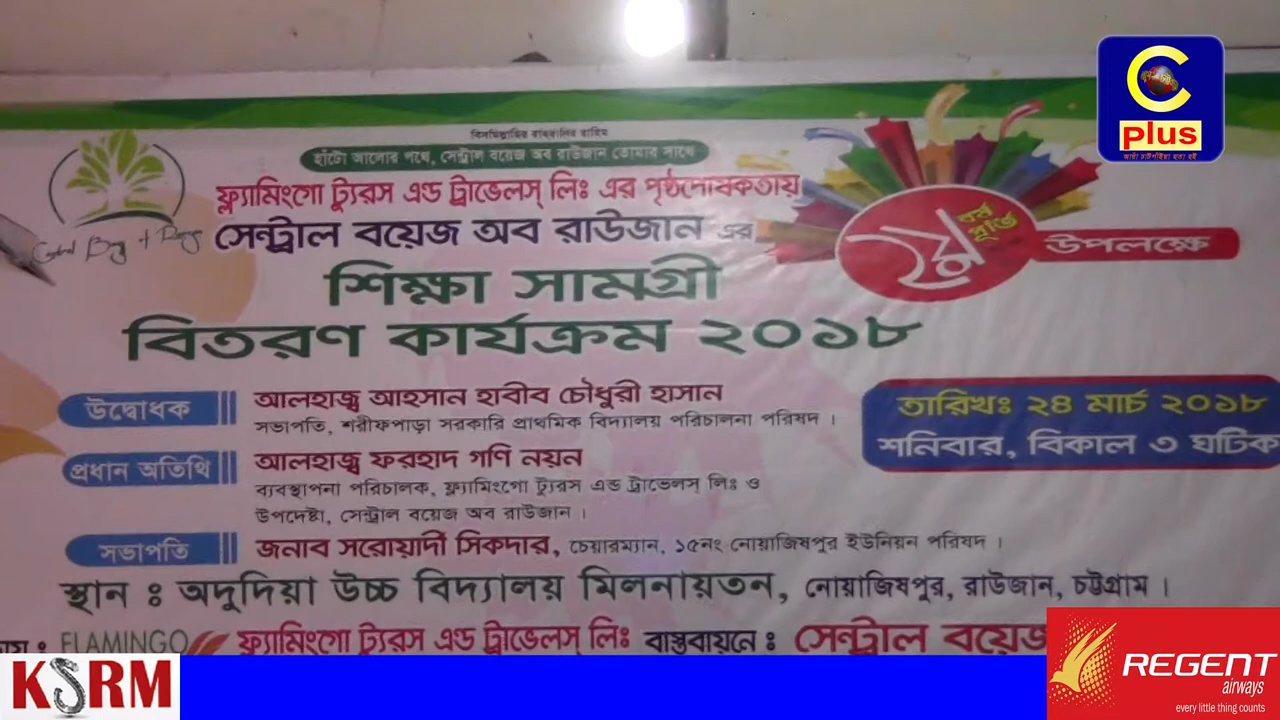 বিসমিল্লাহির রাহমানির রাহিম
হাঁটো আলোর পথে, সেন্ট্রাল বয়েজ অব রাউজান তোমার সাথে
ফ্ল্যামিংগো ট্যুরস এন্ড ট্রাভেলস্ লিঃ এর পৃষ্ঠপোষকতায়
সেন্ট্রাল বয়েজ অব রাউজান এর
২য় বর্ষ পূর্তি উপলক্ষে
শিক্ষা সামগ্রী
বিতরণ কার্যক্রম ২০১৮
উদ্বোধক
আলহাজ্ব আহসান হাবীব চৌধুরী হাসান
সভাপতি, শরীফপাড়া সরকারি প্রাথমিক বিদ্যালয় পরিচালনা পরিষদ ।
তারিখঃ ২৪ মার্চ ২০১৮
শনিবার, বিকাল ৩ ঘটিক
প্রধান অতিথি
আলহাজ্ব ফরহাদ গণি নয়ন
ব্যবস্থাপনা পরিচালক, ফ্ল্যামিংগো ট্যুরস এন্ড ট্রাভেলস্ লিঃ ও
উপদেষ্টা, সেন্ট্রাল বয়েজ অব রাউজান ।
সভাপতি
জনাব সরোয়ার্দী সিকদার, চেয়ারম্যান, ১৫নং নোয়াজিষপুর ইউনিয়ন পরিষদ ।
স্থান : অদুদিয়া উচ্চ বিদ্যালয় মিলনায়তন, নোয়াজিষপুর, রাউজান, চট্টগ্রাম ।
FLAMINGO ফ্ল্যামিংগো ট্যুরস এন্ড ট্রাভেলস্ লিঃ বাস্তবায়নে : সেন্ট্রাল বয়েজ
C
plus
KSRM
REGENT
airways
every little thing counts